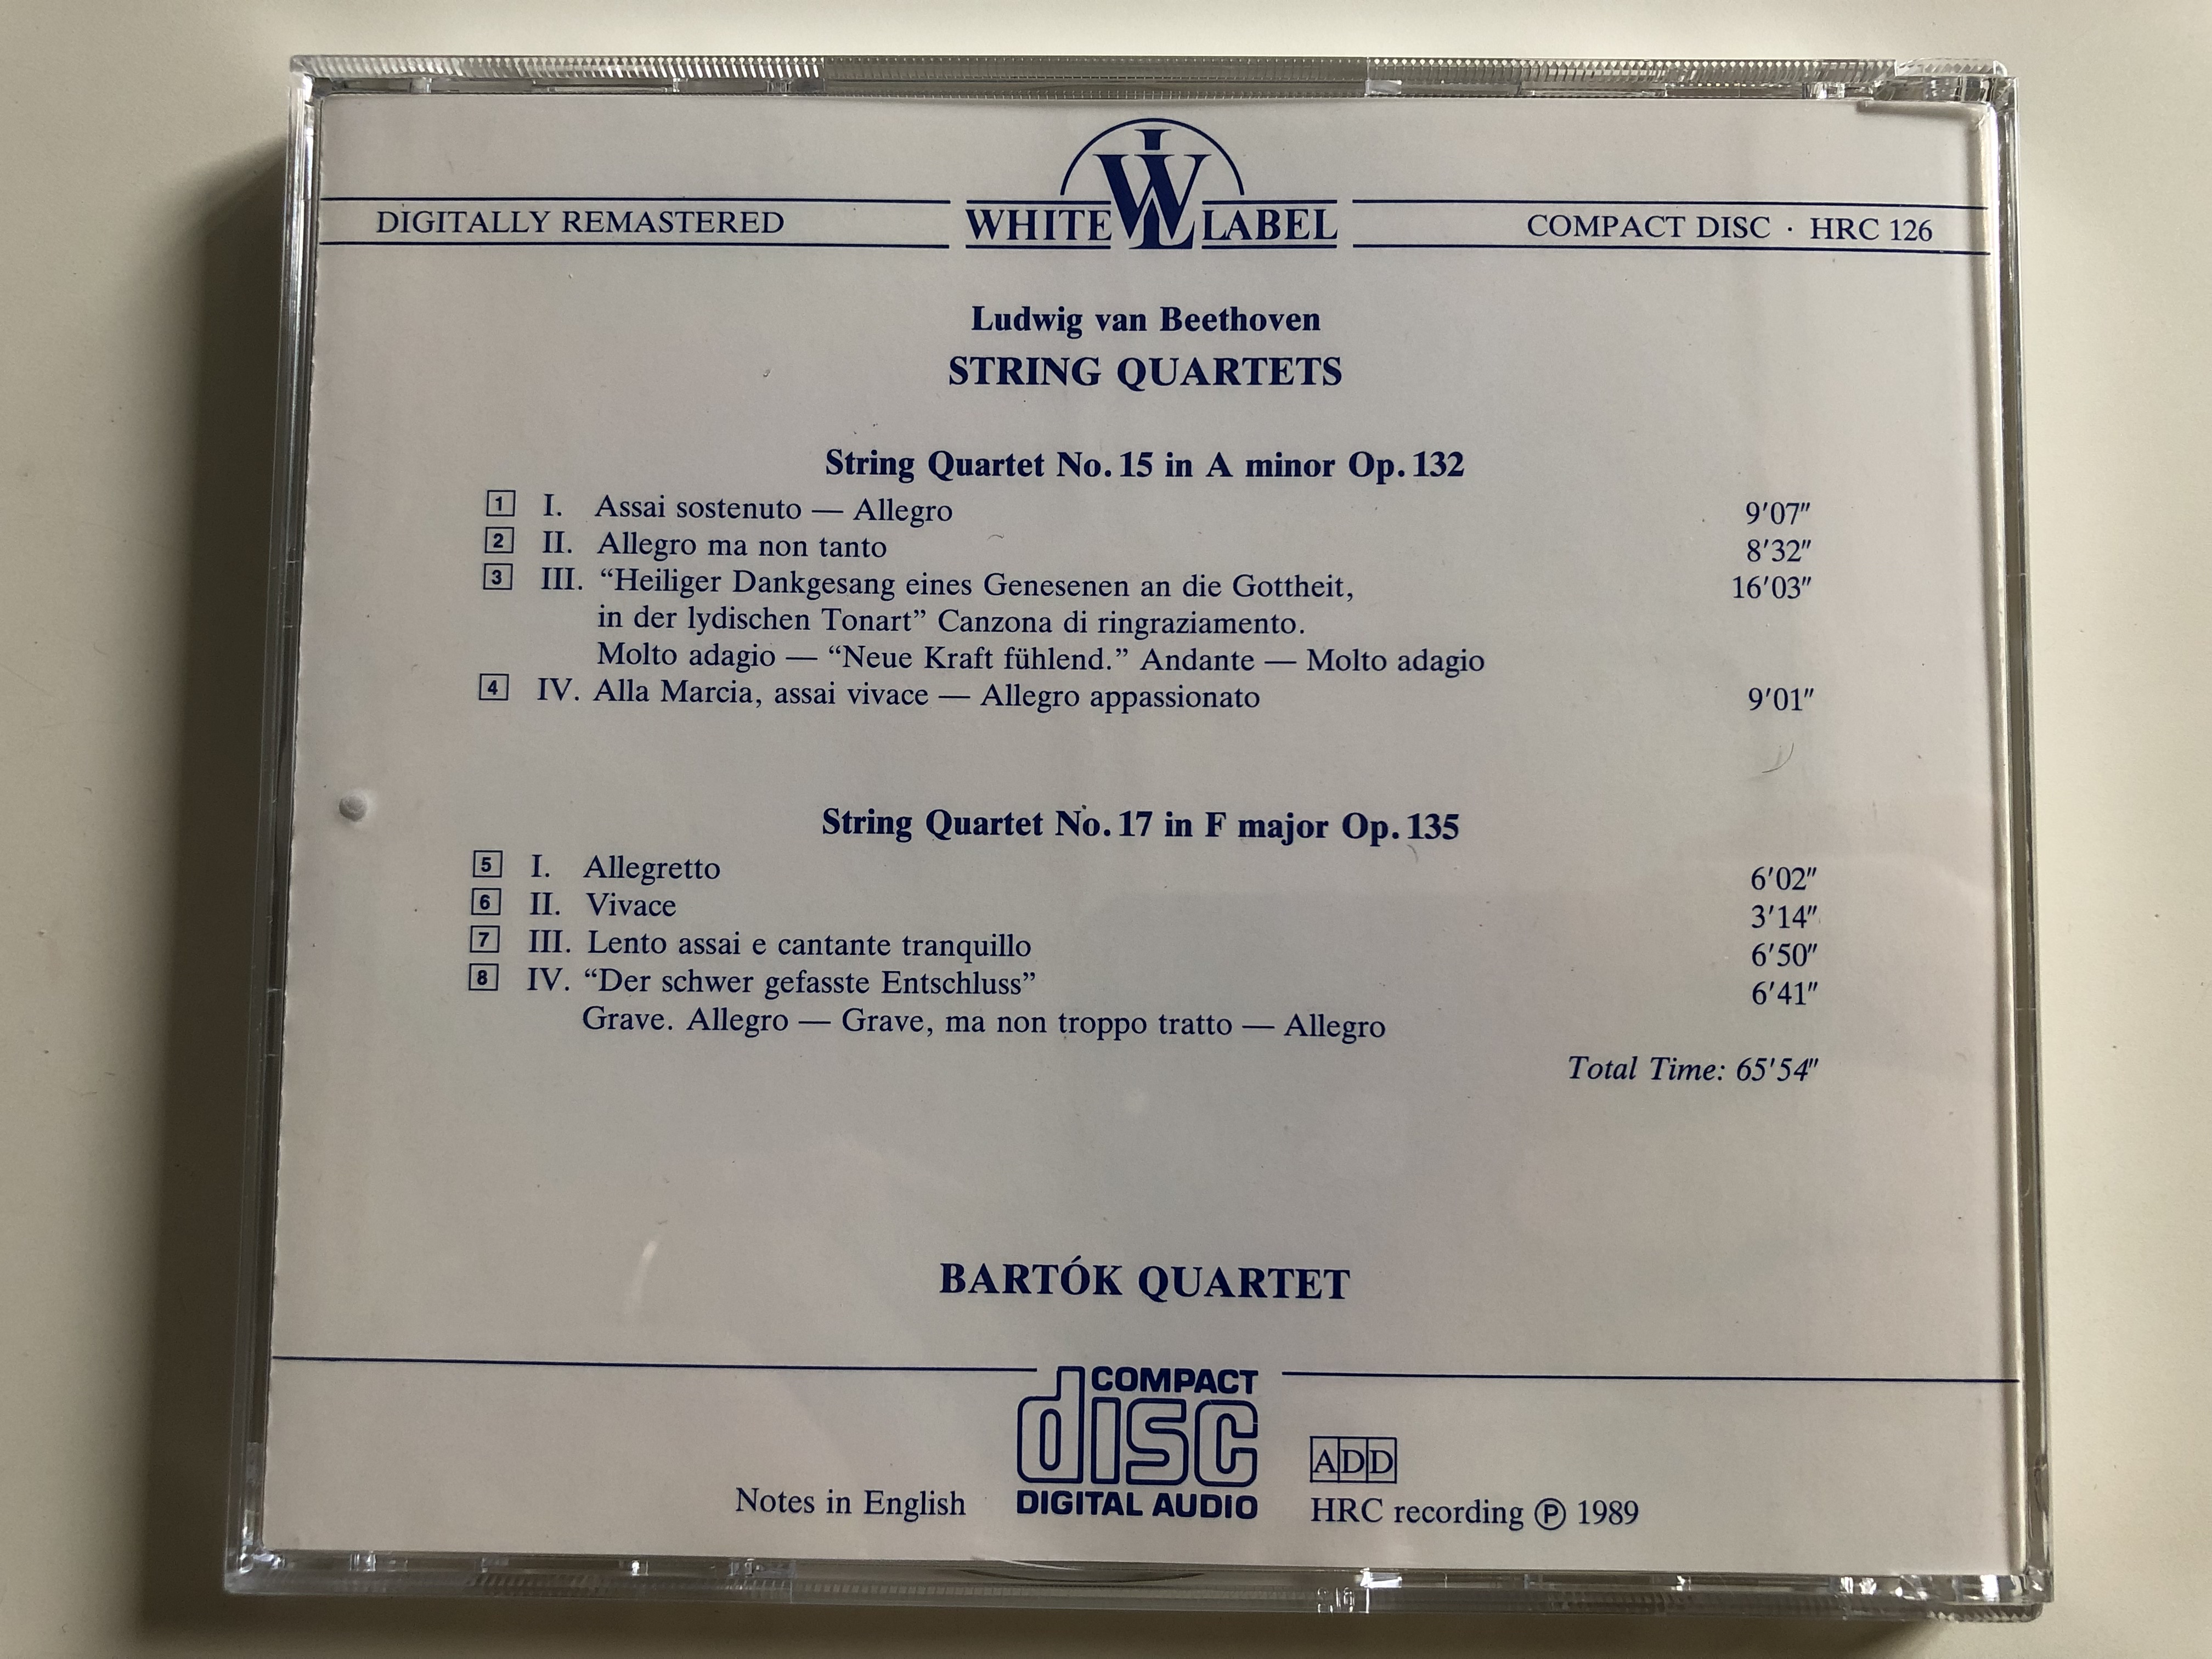 WL
DIGITALLY REMASTERED WHITE LABEL COMPACT DISC · HRC 126
Ludwig van Beethoven
STRING QUARTETS
String Quartet No. 15 in A minor Op. 132
1 I. Assai sostenuto — Allegro 9'07"
2 II. Allegro ma non tanto 8'32"
3 III. “Heiliger Dankgesang eines Genesenen an die Gottheit, 16'03"
in der lydischen Tonart” Canzona di ringraziamento.
Molto adagio — “Neue Kraft fühlend.” Andante — Molto adagio
4 IV. Alla Marcia, assai vivace — Allegro appassionato 9'01"
String Quartet No. 17 in F major Op. 135
5 I. Allegretto 6'02"
6 II. Vivace 3'14"
7 III. Lento assai e cantante tranquillo 6'50"
8 IV. “Der schwer gefasste Entschluss” 6'41"
Grave. Allegro — Grave, ma non troppo tratto — Allegro
Total Time: 65'54"
BARTÓK QUARTET
COMPACT
disc
DIGITAL AUDIO
ADD
Notes in English
HRC recording ℗ 1989